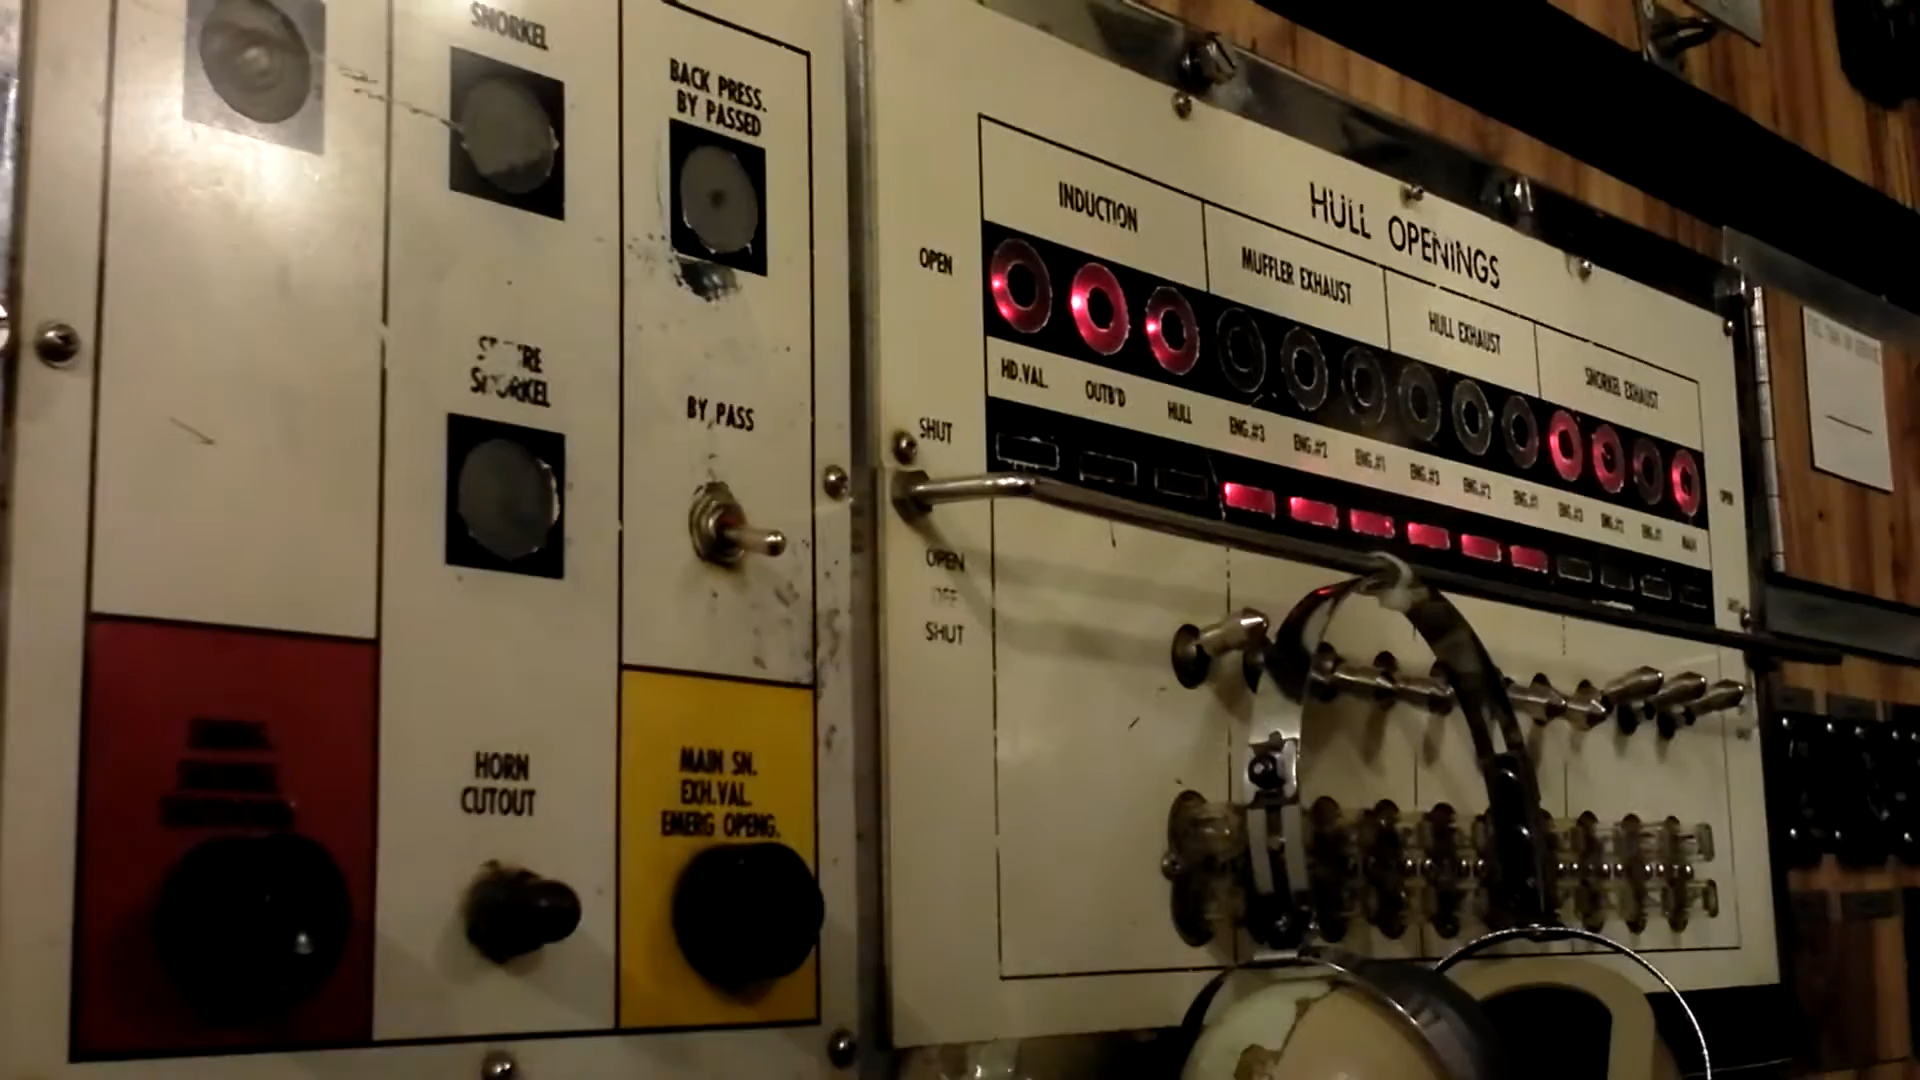 SNORKEL
BACK PRESS.
BY PASSED
SNORKEL
BY PASS
HORN
CUTOUT
MAIN SN.
EXH.VAL.
EMERG OPENG.
HULL OPENINGS
INDUCTION
MUFFLER EXHAUST
HULL EXHAUST
SNORKEL EXHAUST
OPEN
OPEN
HD.VAL.
OUTB'D
HULL
ENG.#3
ENG.#2
ENG.#1
ENG.#3
ENG.#2
ENG.#1
ENG.#3
ENG.#2
ENG.#1
MAIN
SHUT
OPEN
OFF
SHUT